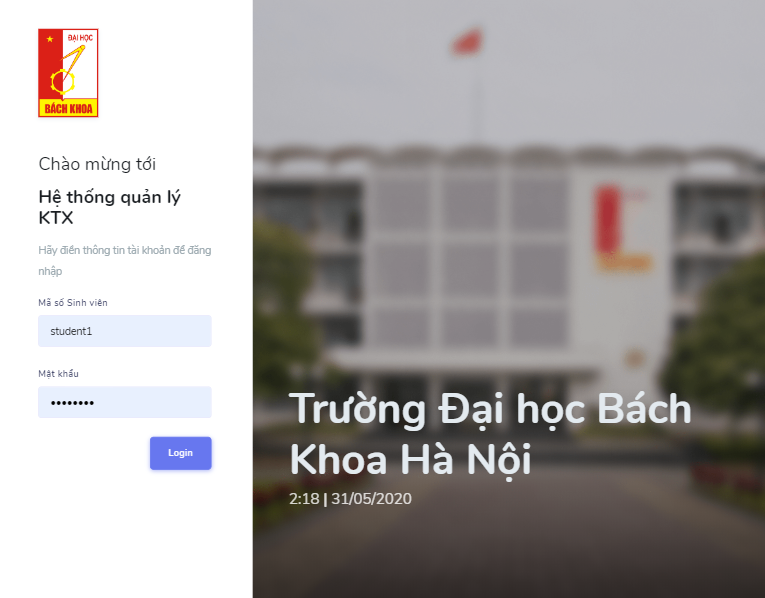 ĐẠI HỌC
BÁCH KHOA
Chào mừng tới
Hệ thống quản lý
KTX
Hãy điền thông tin tài khoản để đăng
nhập
Mã số Sinh viên
student1
Mật khẩu
••••••••
Login
Trường Đại học Bách
Khoa Hà Nội
2:18 | 31/05/2020